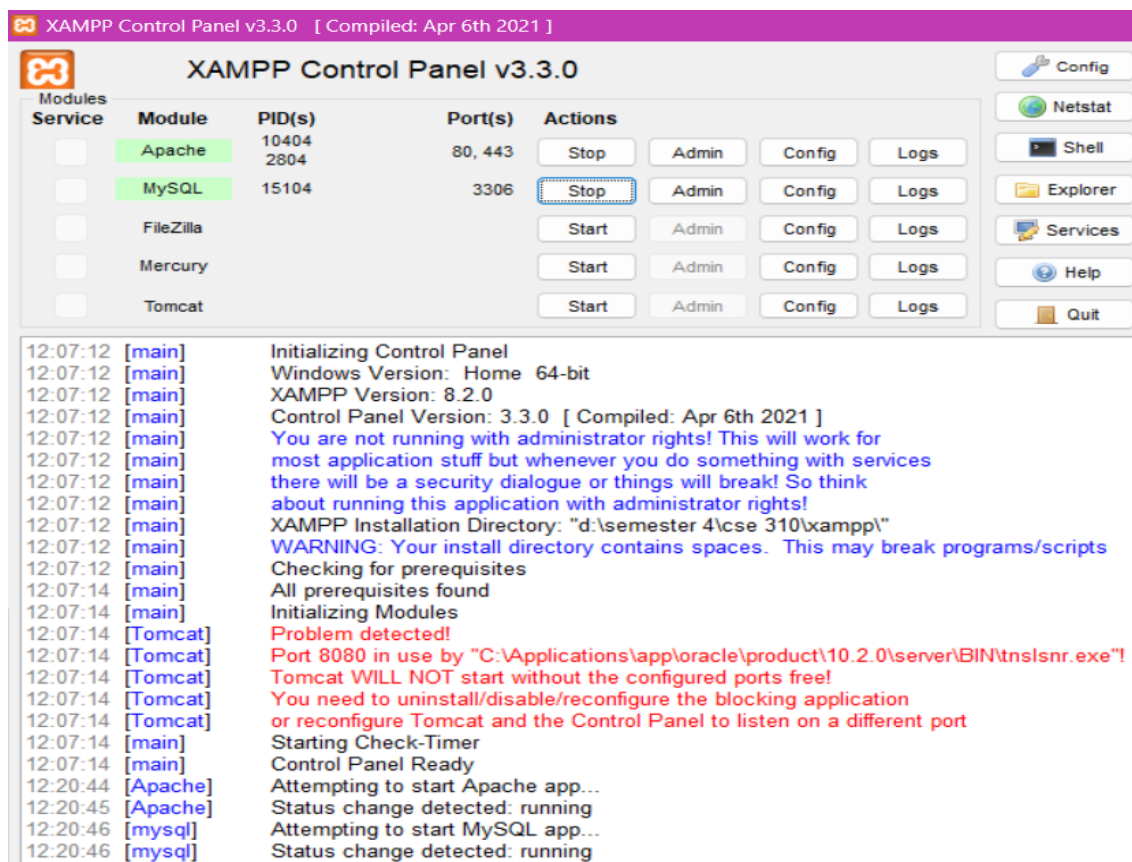 XAMPP Control Panel v3.3.0 [ Compiled: Apr 6th 2021 ]
XAMPP Control Panel v3.3.0
Config
Modules
Service Module PID(s) Port(s) Actions
Netstat
Apache 10404 2804 80, 443 Stop Admin Config Logs
Shell
MySQL 15104 3306 Stop Admin Config Logs
Explorer
FileZilla Start Admin Config Logs
Services
Mercury Start Admin Config Logs
Help
Tomcat Start Admin Config Logs
Quit
12:07:12 [main] Initializing Control Panel
12:07:12 [main] Windows Version: Home 64-bit
12:07:12 [main] XAMPP Version: 8.2.0
12:07:12 [main] Control Panel Version: 3.3.0 [ Compiled: Apr 6th 2021 ]
12:07:12 [main] You are not running with administrator rights! This will work for
12:07:12 [main] most application stuff but whenever you do something with services
12:07:12 [main] there will be a security dialogue or things will break! So think
12:07:12 [main] about running this application with administrator rights!
12:07:12 [main] XAMPP Installation Directory: "d:\semester 4\cse 310\xampp\"
12:07:12 [main] WARNING: Your install directory contains spaces. This may break programs/scripts
12:07:12 [main] Checking for prerequisites
12:07:14 [main] All prerequisites found
12:07:14 [main] Initializing Modules
12:07:14 [Tomcat] Problem detected!
12:07:14 [Tomcat] Port 8080 in use by "C:\Applications\app\oracle\product\10.2.0\server\BIN\tnslsnr.exe"!
12:07:14 [Tomcat] Tomcat WILL NOT start without the configured ports free!
12:07:14 [Tomcat] You need to uninstall/disable/reconfigure the blocking application
12:07:14 [Tomcat] or reconfigure Tomcat and the Control Panel to listen on a different port
12:07:14 [main] Starting Check-Timer
12:07:14 [main] Control Panel Ready
12:20:44 [Apache] Attempting to start Apache app...
12:20:45 [Apache] Status change detected: running
12:20:46 [mysql] Attempting to start MySQL app...
12:20:46 [mysql] Status change detected: running